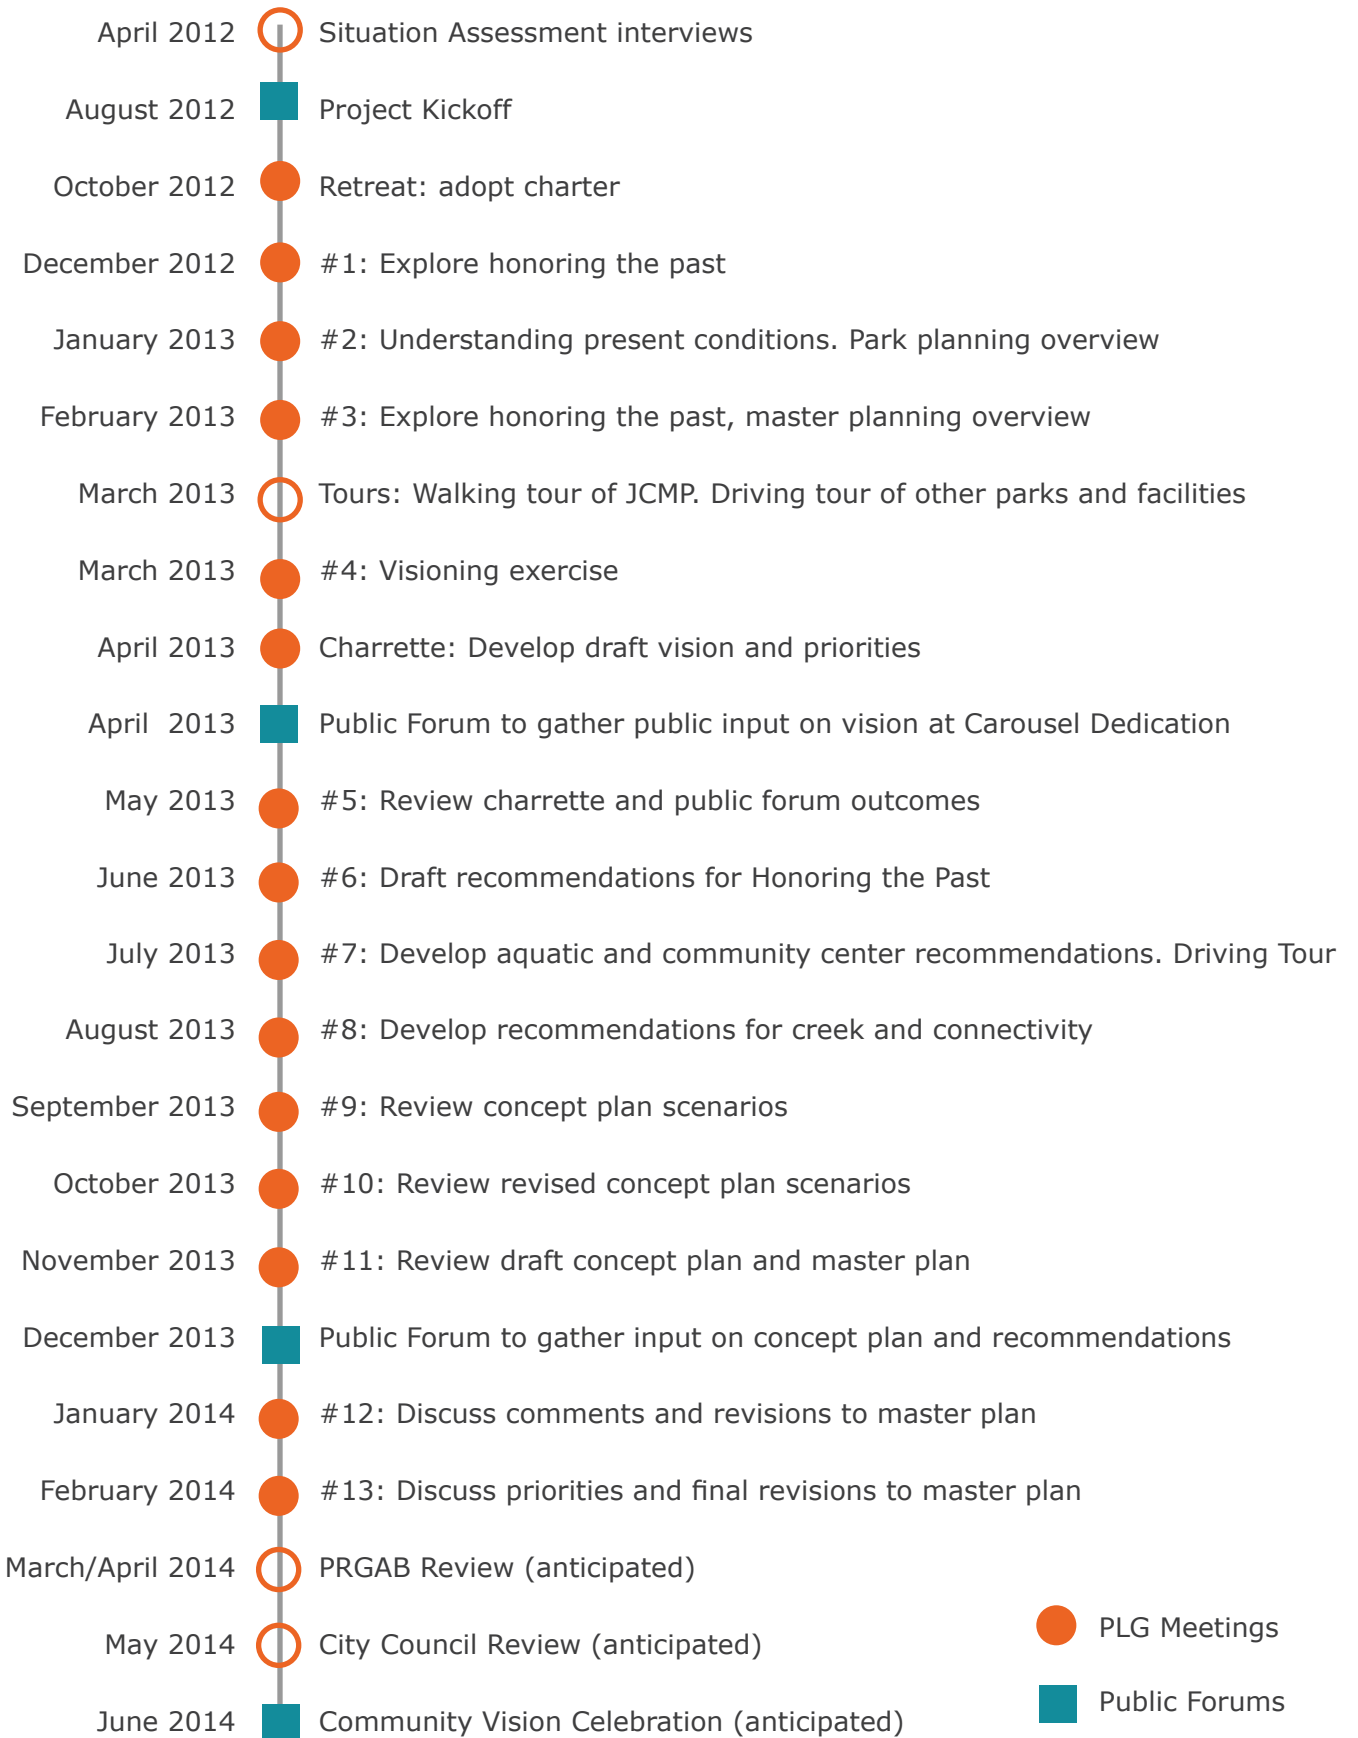 April 2012 Situation Assessment interviews
August 2012 Project Kickoff
October 2012 Retreat: adopt charter
December 2012 #1: Explore honoring the past
January 2013 #2: Understanding present conditions. Park planning overview
February 2013 #3: Explore honoring the past, master planning overview
March 2013 Tours: Walking tour of JCMP. Driving tour of other parks and facilities
March 2013 #4: Visioning exercise
April 2013 Charrette: Develop draft vision and priorities
April 2013 Public Forum to gather public input on vision at Carousel Dedication
May 2013 #5: Review charrette and public forum outcomes
June 2013 #6: Draft recommendations for Honoring the Past
July 2013 #7: Develop aquatic and community center recommendations. Driving Tour
August 2013 #8: Develop recommendations for creek and connectivity
September 2013 #9: Review concept plan scenarios
October 2013 #10: Review revised concept plan scenarios
November 2013 #11: Review draft concept plan and master plan
December 2013 Public Forum to gather input on concept plan and recommendations
January 2014 #12: Discuss comments and revisions to master plan
February 2014 #13: Discuss priorities and final revisions to master plan
March/April 2014 PRGAB Review (anticipated)
May 2014 City Council Review (anticipated)
June 2014 Community Vision Celebration (anticipated)
PLG Meetings
Public Forums